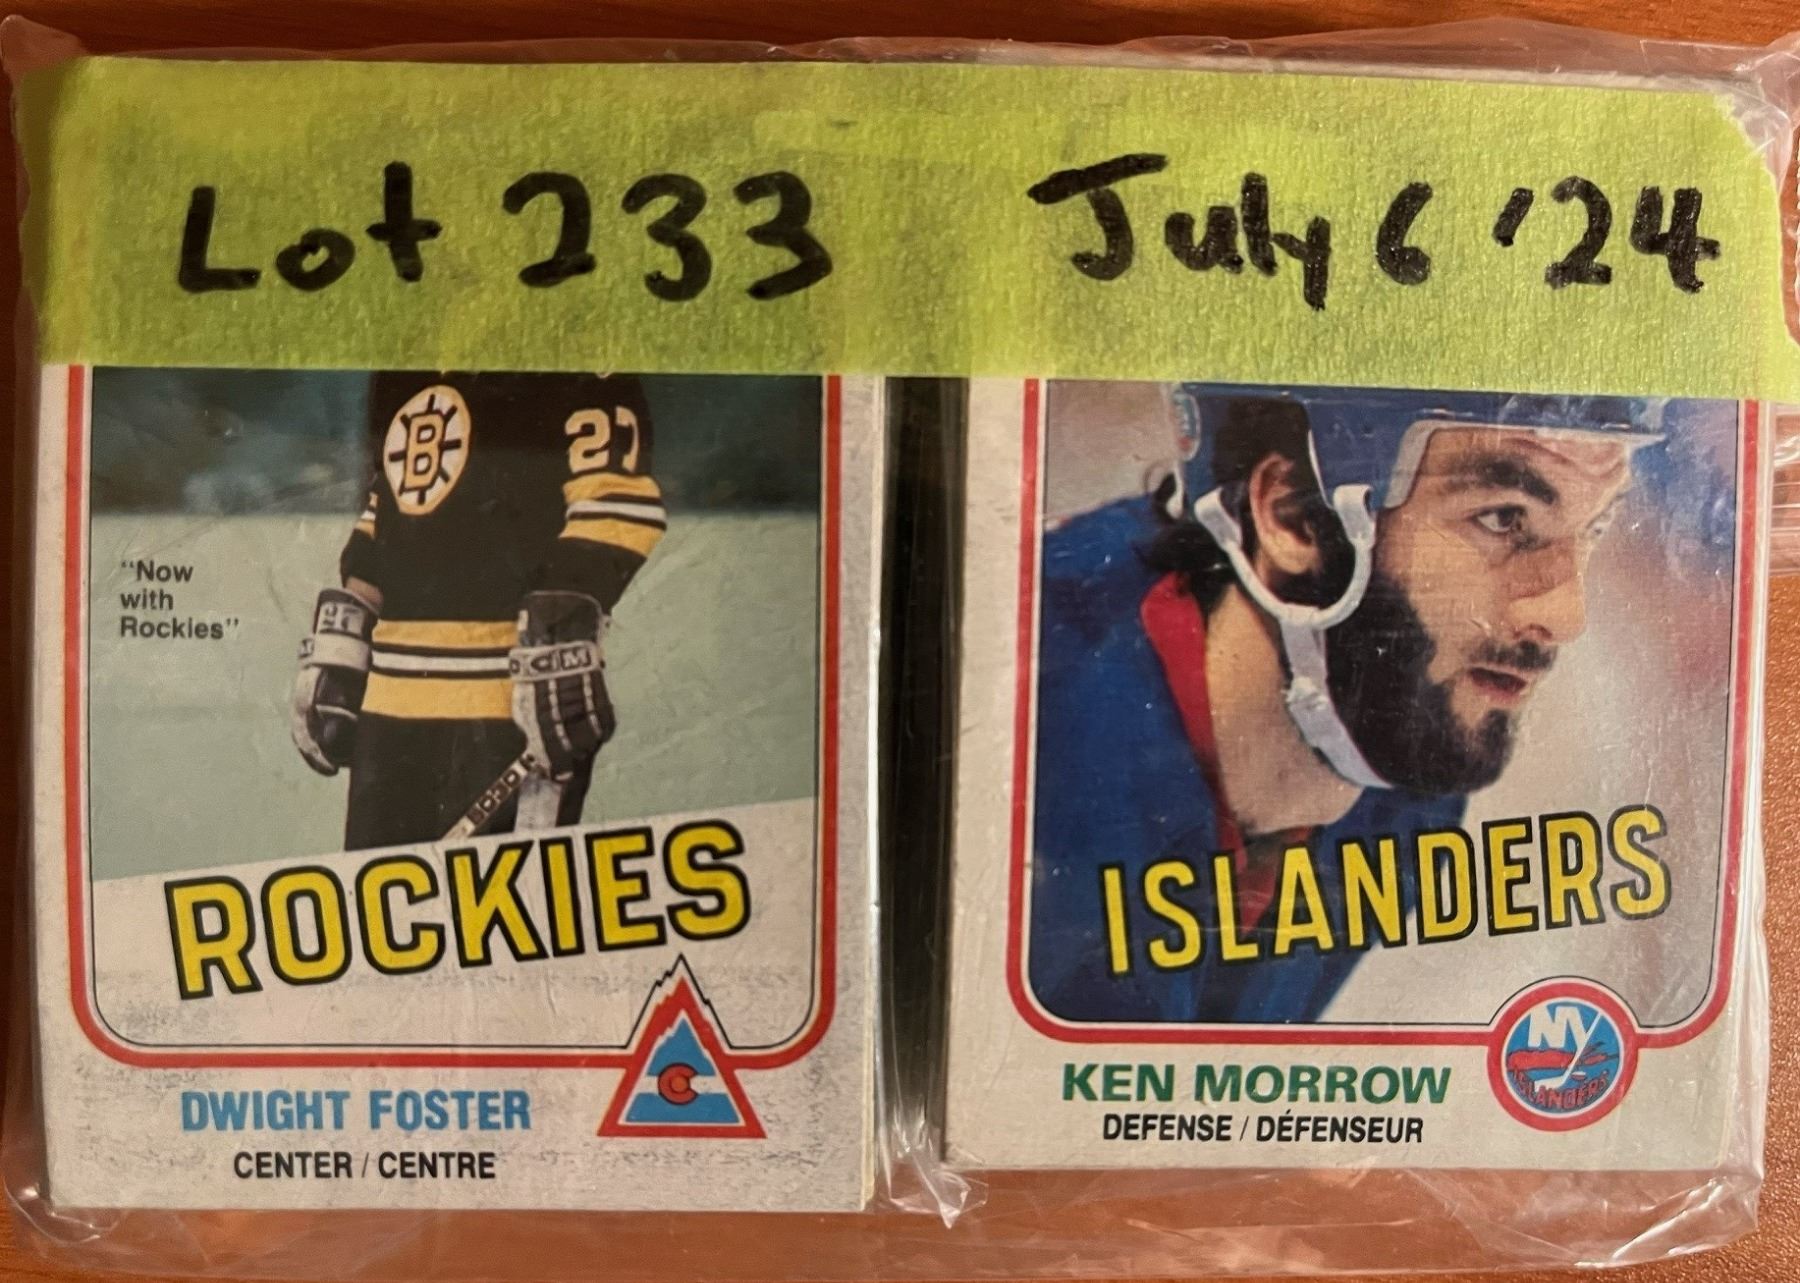 Lot 233 July 6 '24
B
27
"Now
with
Rockies"
CCM
ROCKIES
C
DWIGHT FOSTER
CENTER / CENTRE
ISLANDERS
NY
ISLANDERS
KEN MORROW
DEFENSE / DÉFENSEUR